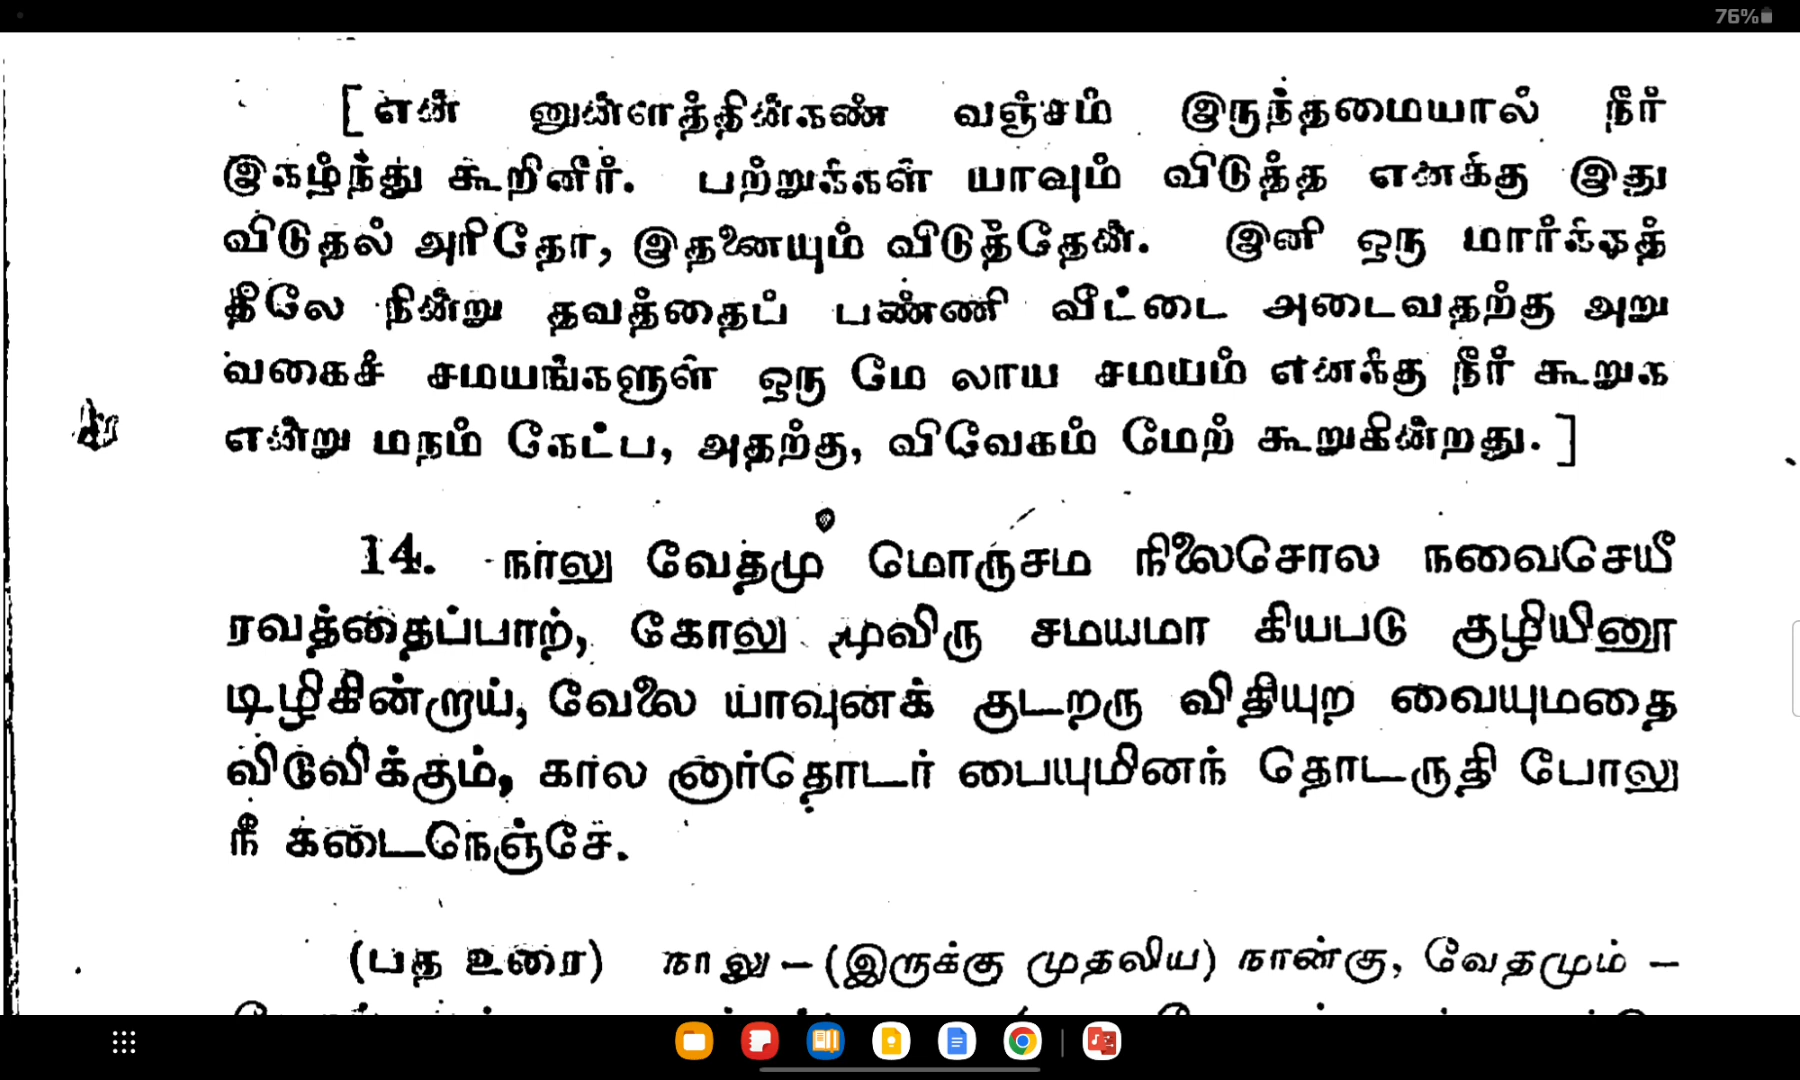 76%
[என் னுள்ளத்தின்கண் வஞ்சம் இருந்தமையால் நீர்
இகழ்ந்து கூறினீர். பற்றுக்கள் யாவும் விடுத்த எனக்கு இது
விடுதல் அரிதோ, இதனையும் விடுத்தேன். இனி ஒரு மார்க்கத்
திலே நின்று தவத்தைப் பண்ணி வீட்டை அடைவதற்கு அறு
வகைச் சமயங்களுள் ஒரு மே லாய சமயம் எனக்கு நீர் கூறுக
என்று மநம் கேட்ப, அதற்கு, விவேகம் மேற் கூறுகின்றது.]
14. நாலு வேதமு மொருசம நிலைசொல நவைசெயீ
ரவத்தைப்பாற், கோலு மூவிரு சமயமா கியபடு குழியினூ
டிழிகின்றாய், வேலை யாவுனக் குடறரு விதியுற வையுமதை
விடுவிக்கும், கால னார்தொடர் பையுமினந் தொடருதி போலு
நீ கடைநெஞ்சே.
(பத உரை) நாலு – (இருக்கு முதலிய) நான்கு, வேதமும் –